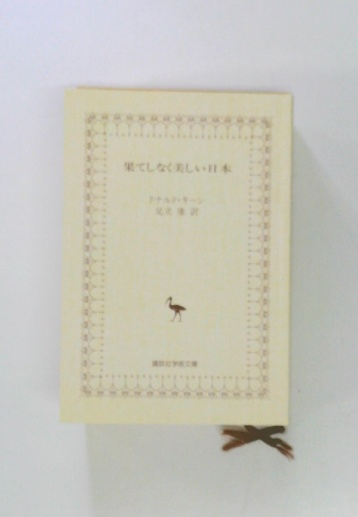 果てしなく美しい日本
ドナルド・キーン
足立 康 訳
講談社学術文庫